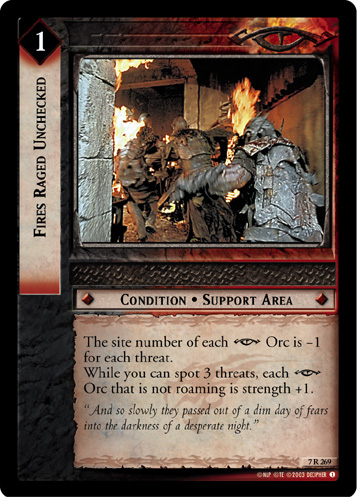 1
Fires Raged Unchecked
Condition • Support Area
The site number of each Orc is –1
for each threat.
While you can spot 3 threats, each
Orc that is not roaming is strength +1.
"And so slowly they passed out of a dim day of fears
into the darkness of a desperate night."
7 R 269
©NLP ™©TE ©2003 DECIPHER